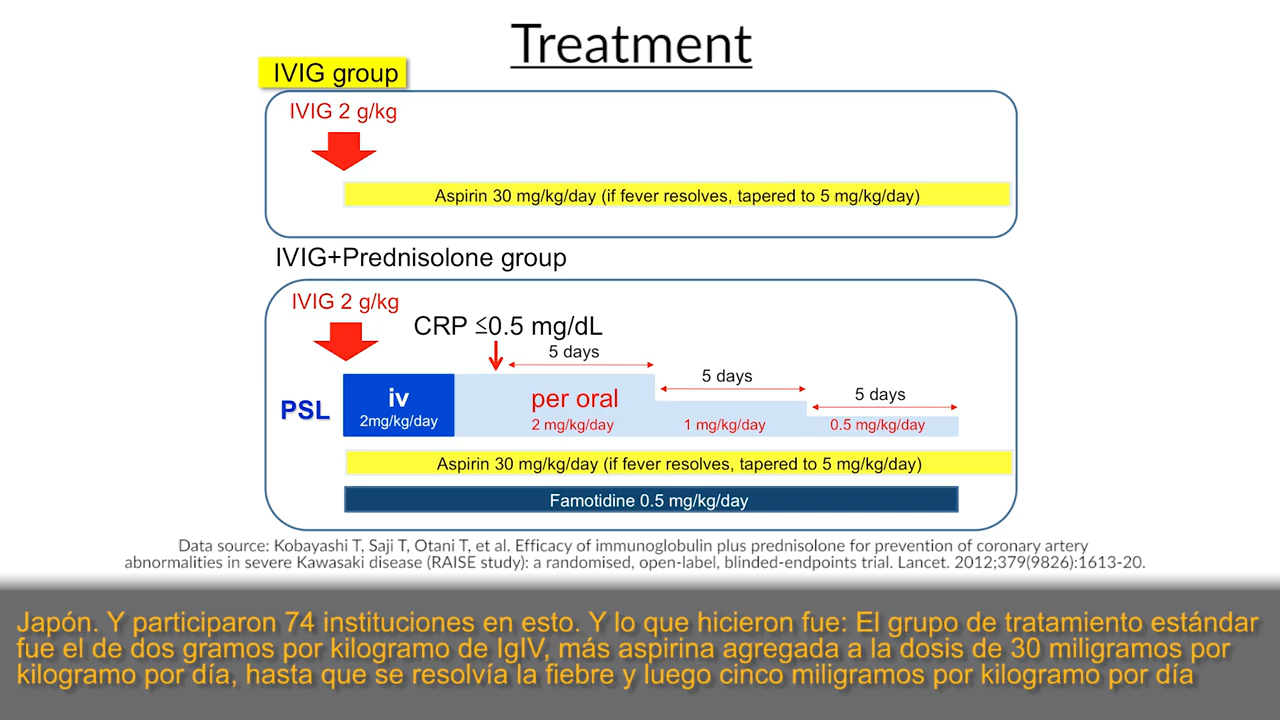 Treatment
IVIG group
IVIG 2 g/kg
Aspirin 30 mg/kg/day (if fever resolves, tapered to 5 mg/kg/day)
IVIG+Prednisolone group
IVIG 2 g/kg
CRP ≤0.5 mg/dL
5 days
5 days
5 days
PSL
iv
2mg/kg/day
per oral
2 mg/kg/day
1 mg/kg/day
0.5 mg/kg/day
Aspirin 30 mg/kg/day (if fever resolves, tapered to 5 mg/kg/day)
Famotidine 0.5 mg/kg/day
Data source: Kobayashi T, Saji T, Otani T, et al. Efficacy of immunoglobulin plus prednisolone for prevention of coronary artery
abnormalities in severe Kawasaki disease (RAISE study): a randomised, open-label, blinded-endpoints trial. Lancet. 2012;379(9826):1613-20.
Japón. Y participaron 74 instituciones en esto. Y lo que hicieron fue: El grupo de tratamiento estándar
fue el de dos gramos por kilogramo de IgIV, más aspirina agregada a la dosis de 30 miligramos por
kilogramo por día, hasta que se resolvía la fiebre y luego cinco miligramos por kilogramo por día